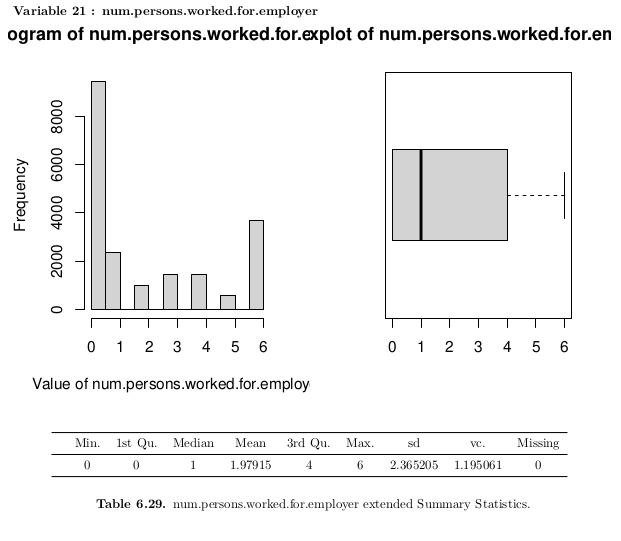 Variable 21 : num.persons.worked.for.employer
ogram of num.persons.worked.for.e
xplot of num.persons.worked.for.en
Frequency
8000
6000
4000
2000
0
0 1 2 3 4 5 6
Value of num.persons.worked.for.employ
0 1 2 3 4 5 6
Min. 1st Qu. Median Mean 3rd Qu. Max. sd vc. Missing
0 0 1 1.97915 4 6 2.365205 1.195061 0
Table 6.29. num.persons.worked.for.employer extended Summary Statistics.